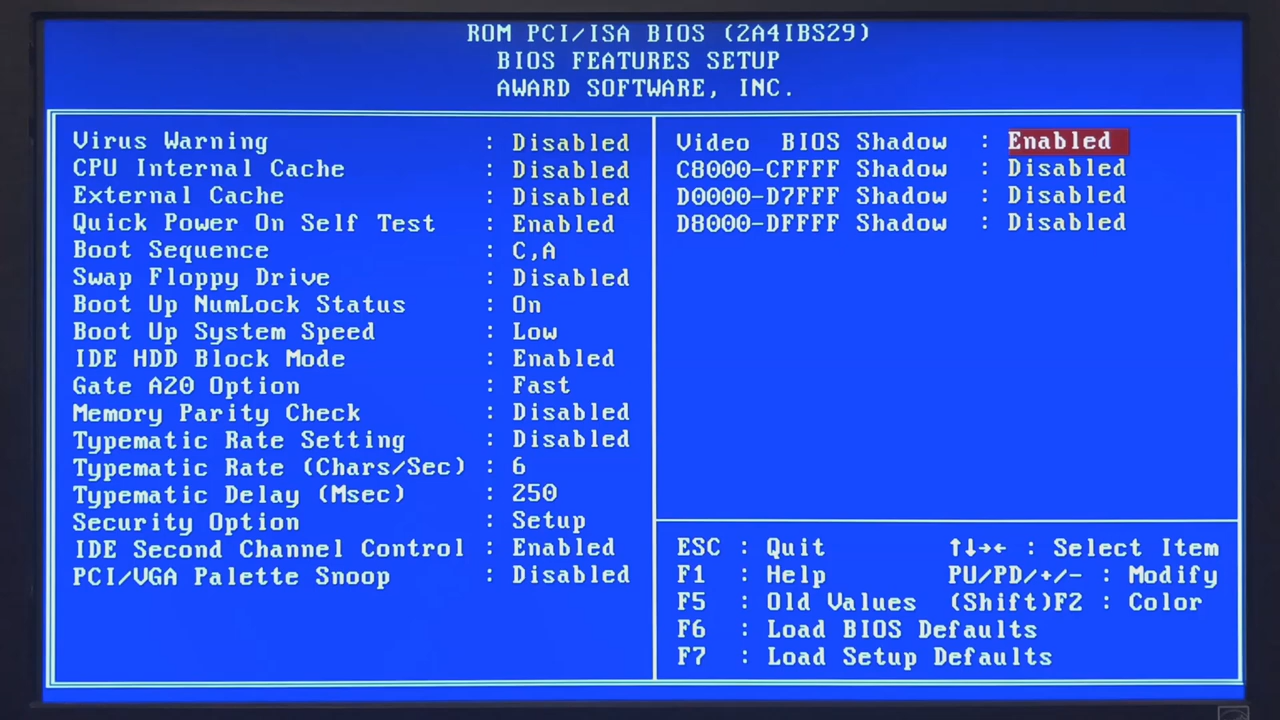 ROM PCI/ISA BIOS (2A4IBS29)
BIOS FEATURES SETUP
AWARD SOFTWARE, INC.
Virus Warning : Disabled
CPU Internal Cache : Disabled
External Cache : Disabled
Quick Power On Self Test : Enabled
Boot Sequence : C,A
Swap Floppy Drive : Disabled
Boot Up NumLock Status : On
Boot Up System Speed : Low
IDE HDD Block Mode : Enabled
Gate A20 Option : Fast
Memory Parity Check : Disabled
Typematic Rate Setting : Disabled
Typematic Rate (Chars/Sec) : 6
Typematic Delay (Msec) : 250
Security Option : Setup
IDE Second Channel Control : Enabled
PCI/VGA Palette Snoop : Disabled
Video BIOS Shadow : Enabled
C8000-CFFFF Shadow : Disabled
D0000-D7FFF Shadow : Disabled
D8000-DFFFF Shadow : Disabled
ESC : Quit ↑↓→← : Select Item
F1 : Help PU/PD/+/- : Modify
F5 : Old Values (Shift)F2 : Color
F6 : Load BIOS Defaults
F7 : Load Setup Defaults